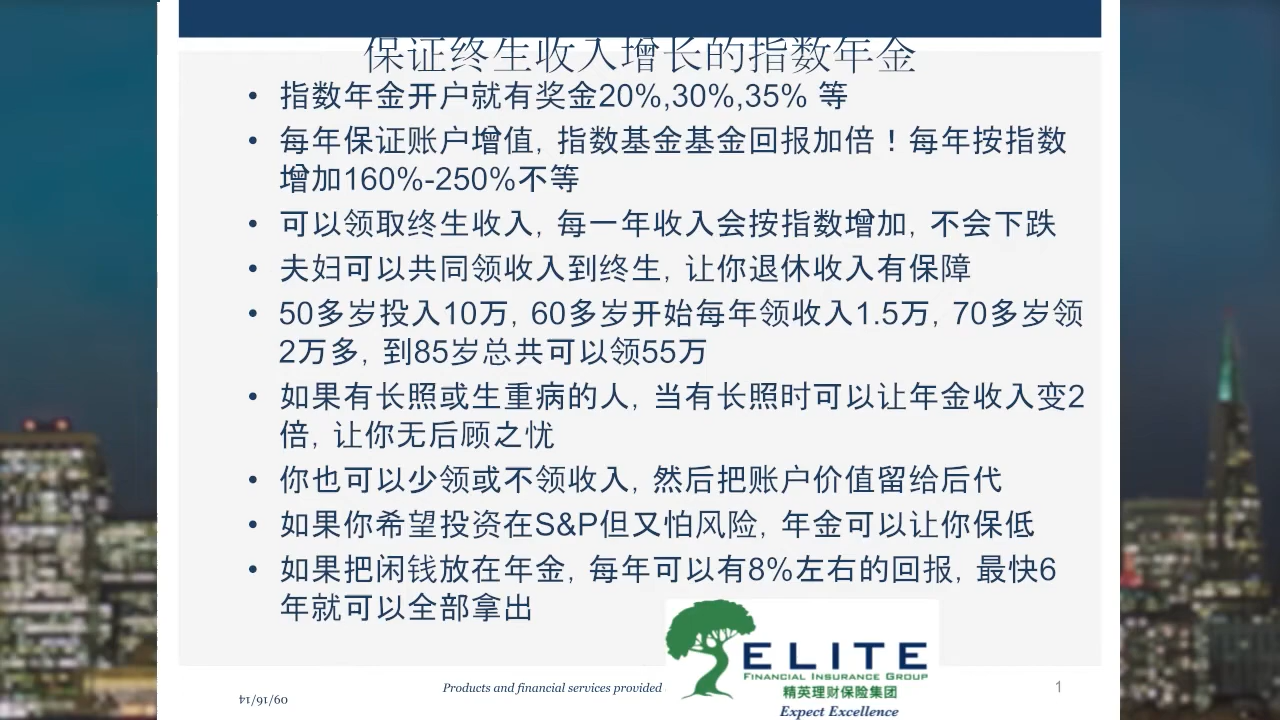 保证终生收入增长的指数年金
• 指数年金开户就有奖金20%,30%,35% 等
• 每年保证账户增值, 指数基金基金回报加倍！每年按指数
增加160%-250%不等
• 可以领取终生收入, 每一年收入会按指数增加, 不会下跌
• 夫妇可以共同领收入到终生, 让你退休收入有保障
• 50多岁投入10万, 60多岁开始每年领收入1.5万, 70多岁领
2万多, 到85岁总共可以领55万
• 如果有长照或生重病的人, 当有长照时可以让年金收入变2
倍, 让你无后顾之忧
• 你也可以少领或不领收入, 然后把账户价值留给后代
• 如果你希望投资在S&P但又怕风险, 年金可以让你保低
• 如果把闲钱放在年金, 每年可以有8%左右的回报, 最快6
年就可以全部拿出
ELITE
FINANCIAL INSURANCE GROUP
精英理财保险集团
Expect Excellence
Products and financial services provided
1
09/16/14